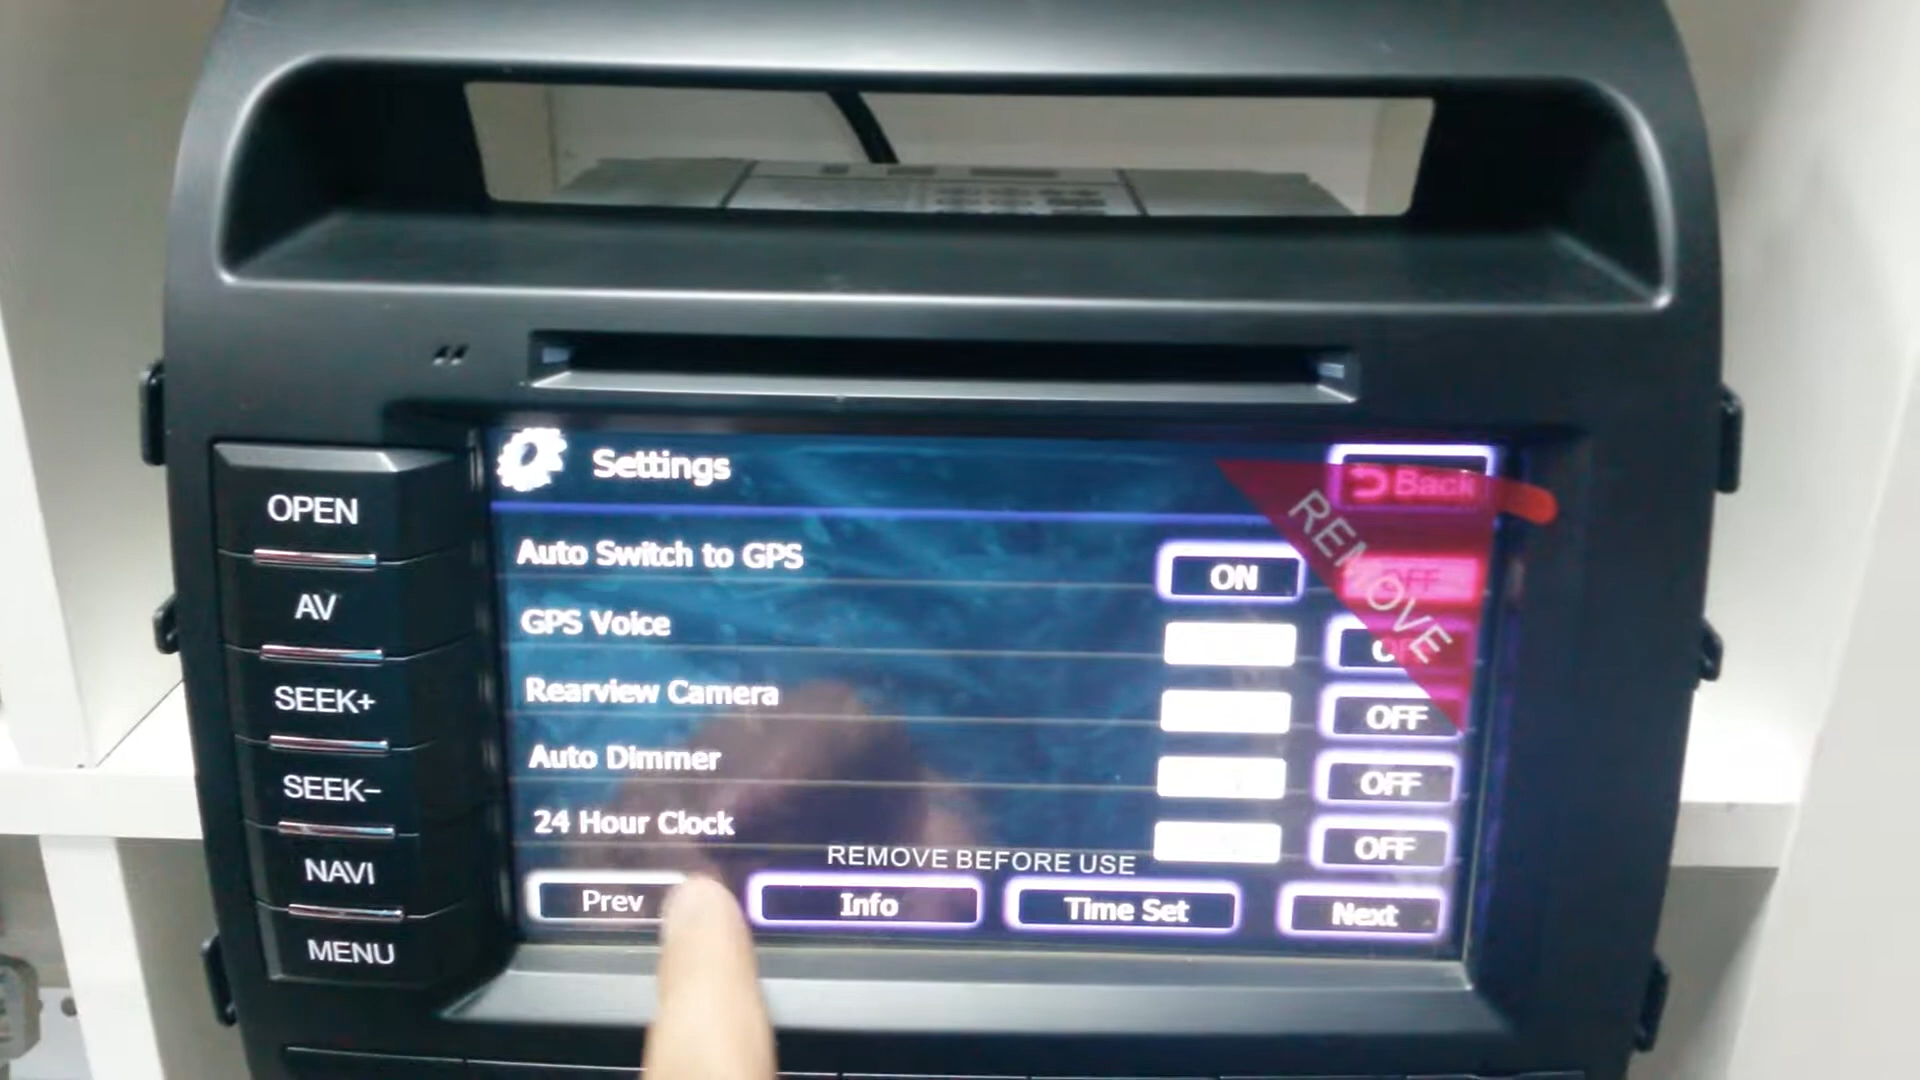 Settings
Back
REMOVE
OPEN
Auto Switch to GPS
ON
OFF
AV
GPS Voice
SEEK+
Rearview Camera
OFF
Auto Dimmer
OFF
SEEK-
24 Hour Clock
OFF
REMOVE BEFORE USE
NAVI
Prev
Info
Time Set
Next
MENU